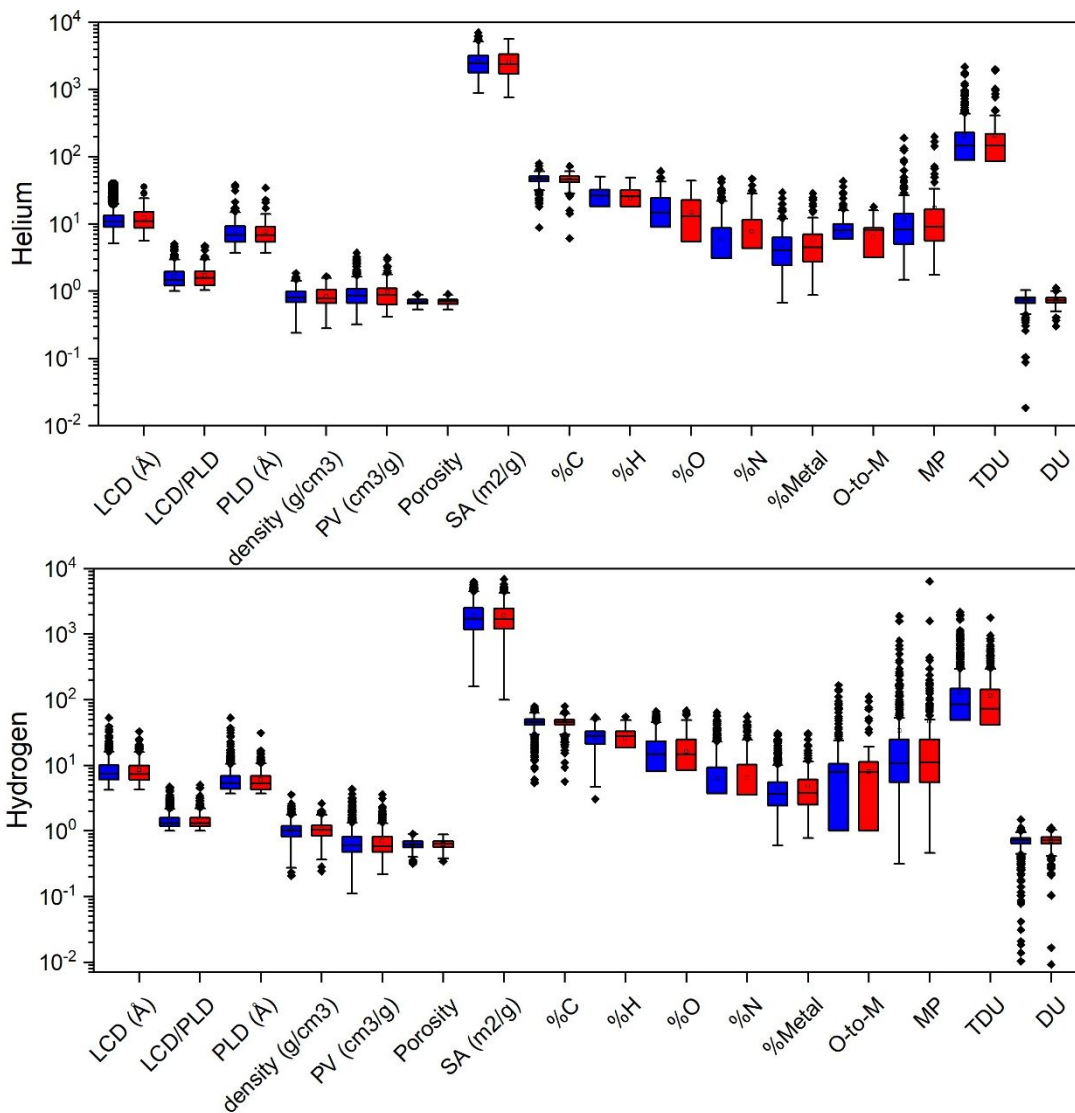 Helium
10⁴
10³
10²
10¹
10⁰
10⁻¹
10⁻²
LCD (Å)
LCD/PLD
PLD (Å)
density (g/cm3)
PV (cm3/g)
Porosity
SA (m2/g)
%C
%H
%O
%N
%Metal
O-to-M
MP
TDU
DU
Hydrogen
10⁴
10³
10²
10¹
10⁰
10⁻¹
10⁻²
LCD (Å)
LCD/PLD
PLD (Å)
density (g/cm3)
PV (cm3/g)
Porosity
SA (m2/g)
%C
%H
%O
%N
%Metal
O-to-M
MP
TDU
DU